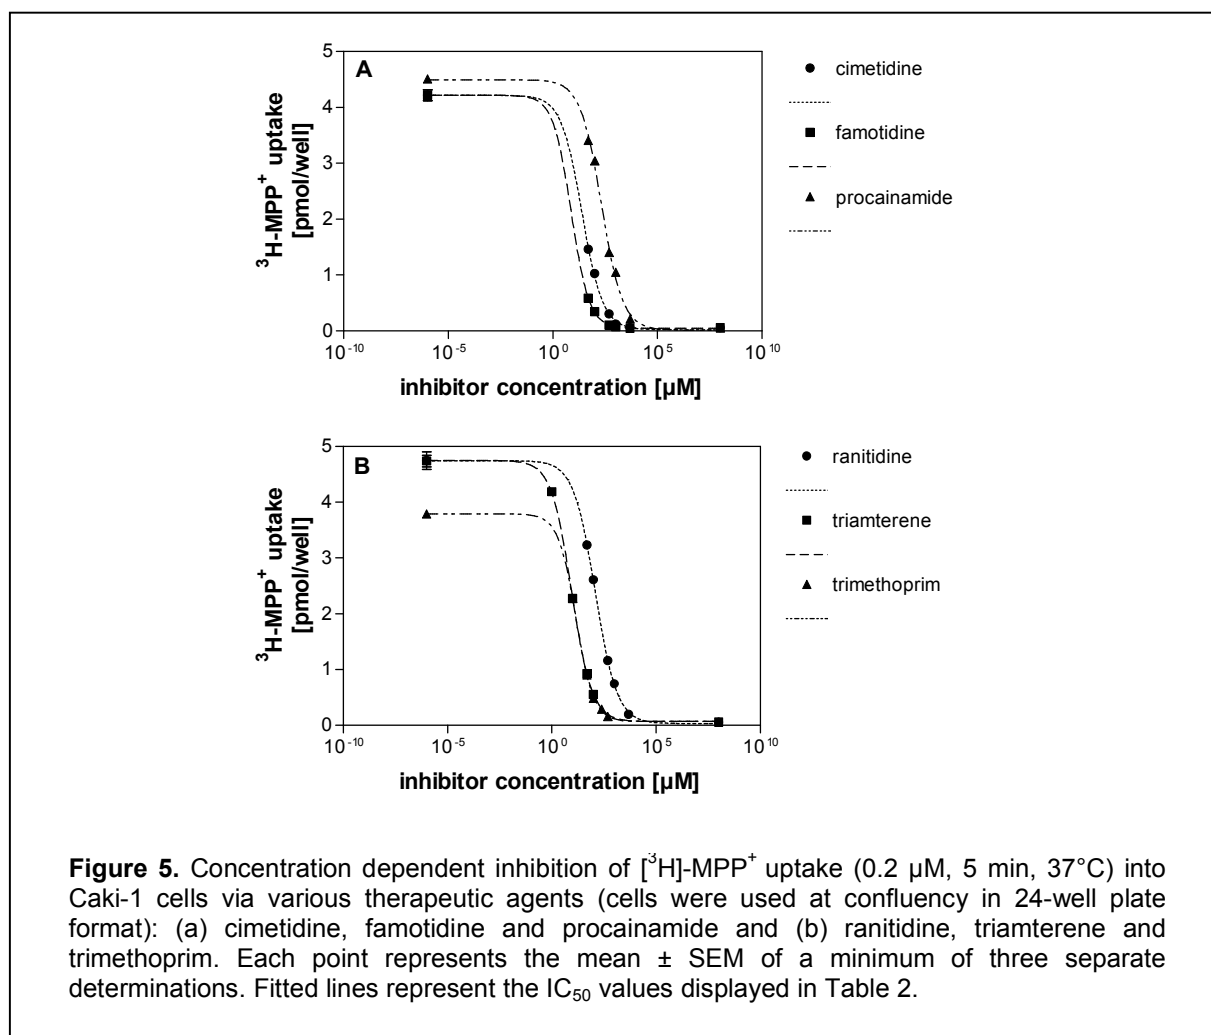 A
5
4
3
2
1
0
³H-MPP⁺ uptake
[pmol/well]
10⁻¹⁰ 10⁻⁵ 10⁰ 10⁵ 10¹⁰
inhibitor concentration [µM]
cimetidine
famotidine
procainamide
B
5
4
3
2
1
0
³H-MPP⁺ uptake
[pmol/well]
10⁻¹⁰ 10⁻⁵ 10⁰ 10⁵ 10¹⁰
inhibitor concentration [µM]
ranitidine
triamterene
trimethoprim
Figure 5. Concentration dependent inhibition of [³H]-MPP⁺ uptake (0.2 µM, 5 min, 37°C) into
Caki-1 cells via various therapeutic agents (cells were used at confluency in 24-well plate
format): (a) cimetidine, famotidine and procainamide and (b) ranitidine, triamterene and
trimethoprim. Each point represents the mean ± SEM of a minimum of three separate
determinations. Fitted lines represent the IC₅₀ values displayed in Table 2.